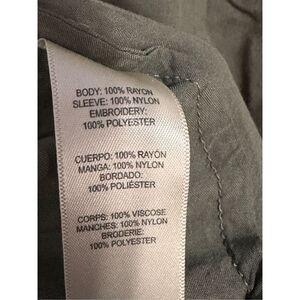 BODY: 100% RAYON
SLEEVE: 100% NYLON
EMBROIDERY:
100% POLYESTER
CUERPO: 100% RAYÓN
MANGA: 100% NYLON
BORDADO:
100% POLIÉSTER
CORPS: 100% VISCOSE
MANCHES: 100% NYLON
BRODERIE:
100% POLYESTER